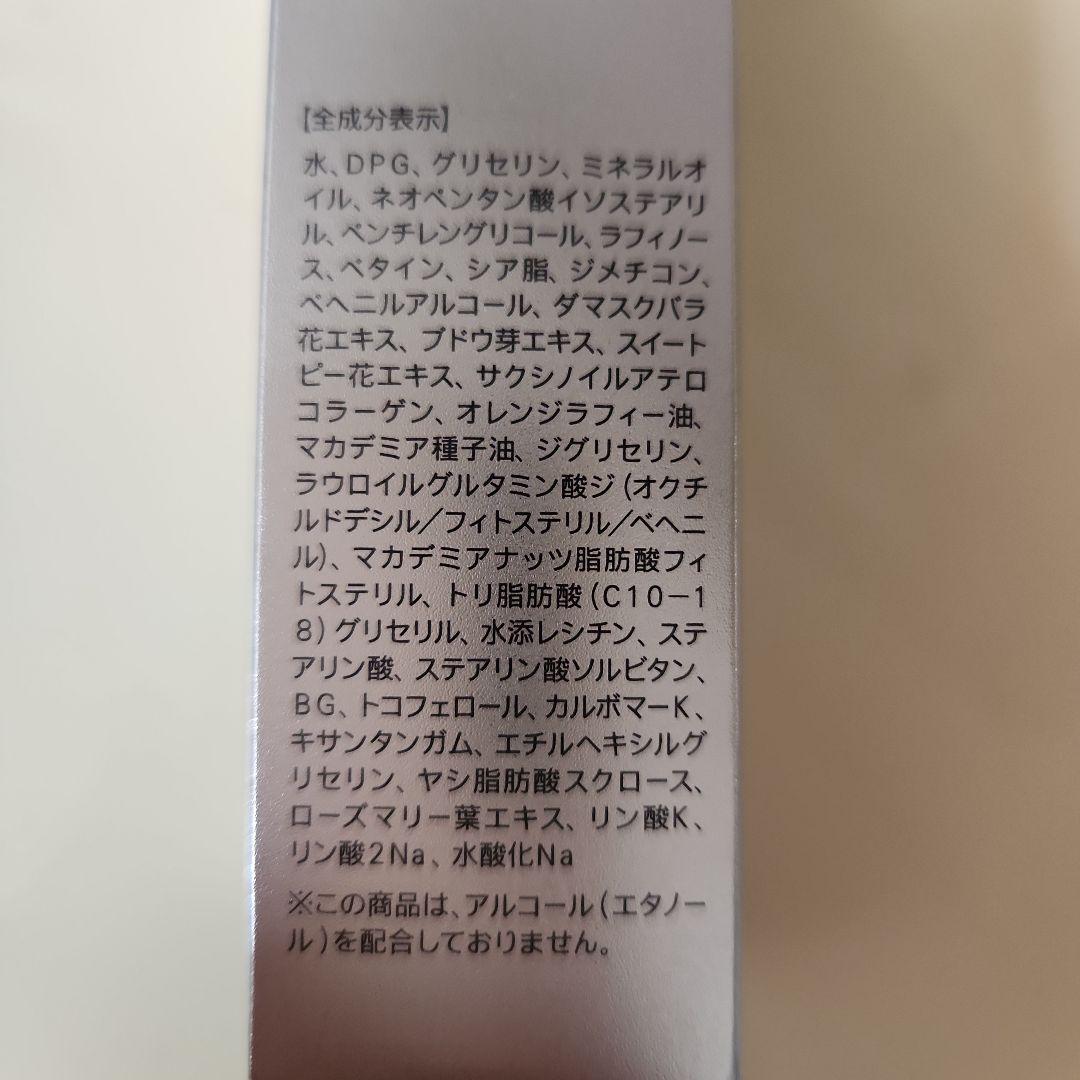 【全成分表示】
水、DPG、グリセリン、ミネラルオ
イル、ネオペンタン酸イソステアリ
ル、ペンチレングリコール、ラフィノー
ス、ベタイン、シア脂、ジメチコン、
ベヘニルアルコール、ダマスクバラ
花エキス、ブドウ芽エキス、スイート
ピー花エキス、サクシノイルアテロ
コラーゲン、オレンジラフィー油、
マカデミア種子油、ジグリセリン、
ラウロイルグルタミン酸ジ(オクチ
ルドデシル/フィトステリル/ベヘニ
ル)、マカデミアナッツ脂肪酸フィ
トステリル、トリ脂肪酸(C10-1
8)グリセリル、水添レシチン、ステ
アリン酸、ステアリン酸ソルビタン、
BG、トコフェロール、カルボマーK、
キサンタンガム、エチルヘキシルグ
リセリン、ヤシ脂肪酸スクロース、
ローズマリー葉エキス、リン酸K、
リン酸2Na、水酸化Na
※この商品は、アルコール(エタノー
ル)を配合しておりません。